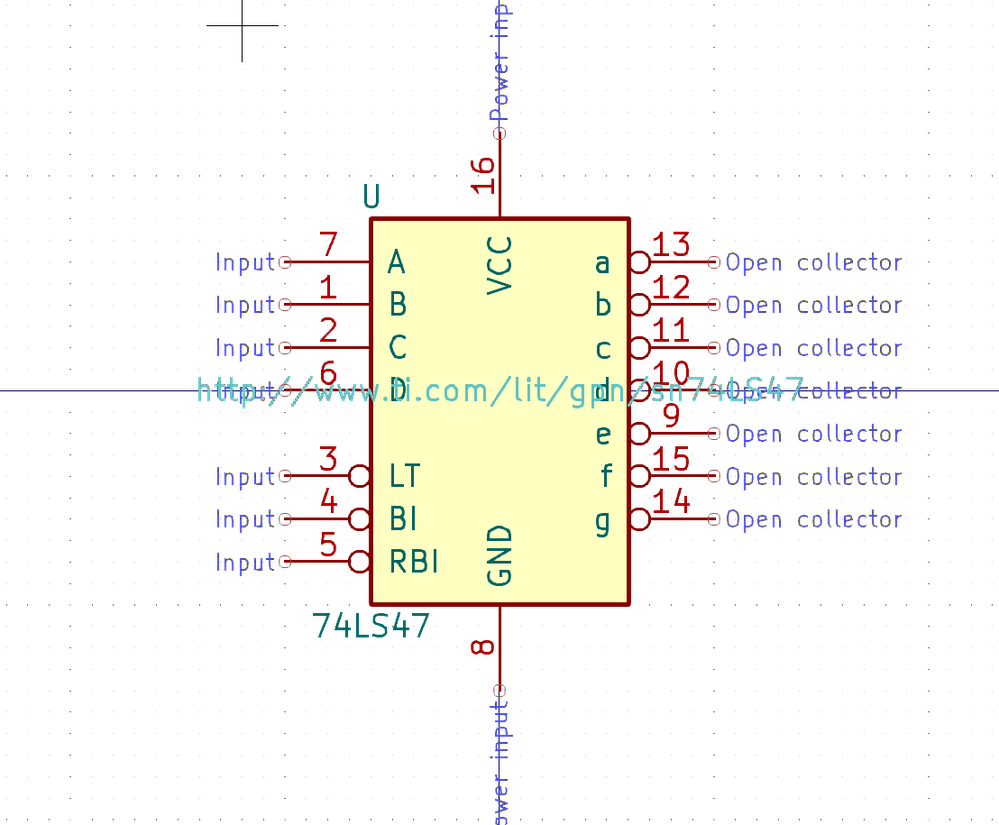 Power inp
16
U
Input 7 A VCC a 13 Open collector
Input 1 B b 12 Open collector
Input 2 C c 11 Open collector
Input 6 D d 10 Open collector
http://www.ti.com/lit/gpn/sn74LS47
e 9 Open collector
Input 3 LT f 15 Open collector
Input 4 BI GND g 14 Open collector
Input 5 RBI
74LS47
8
ower input